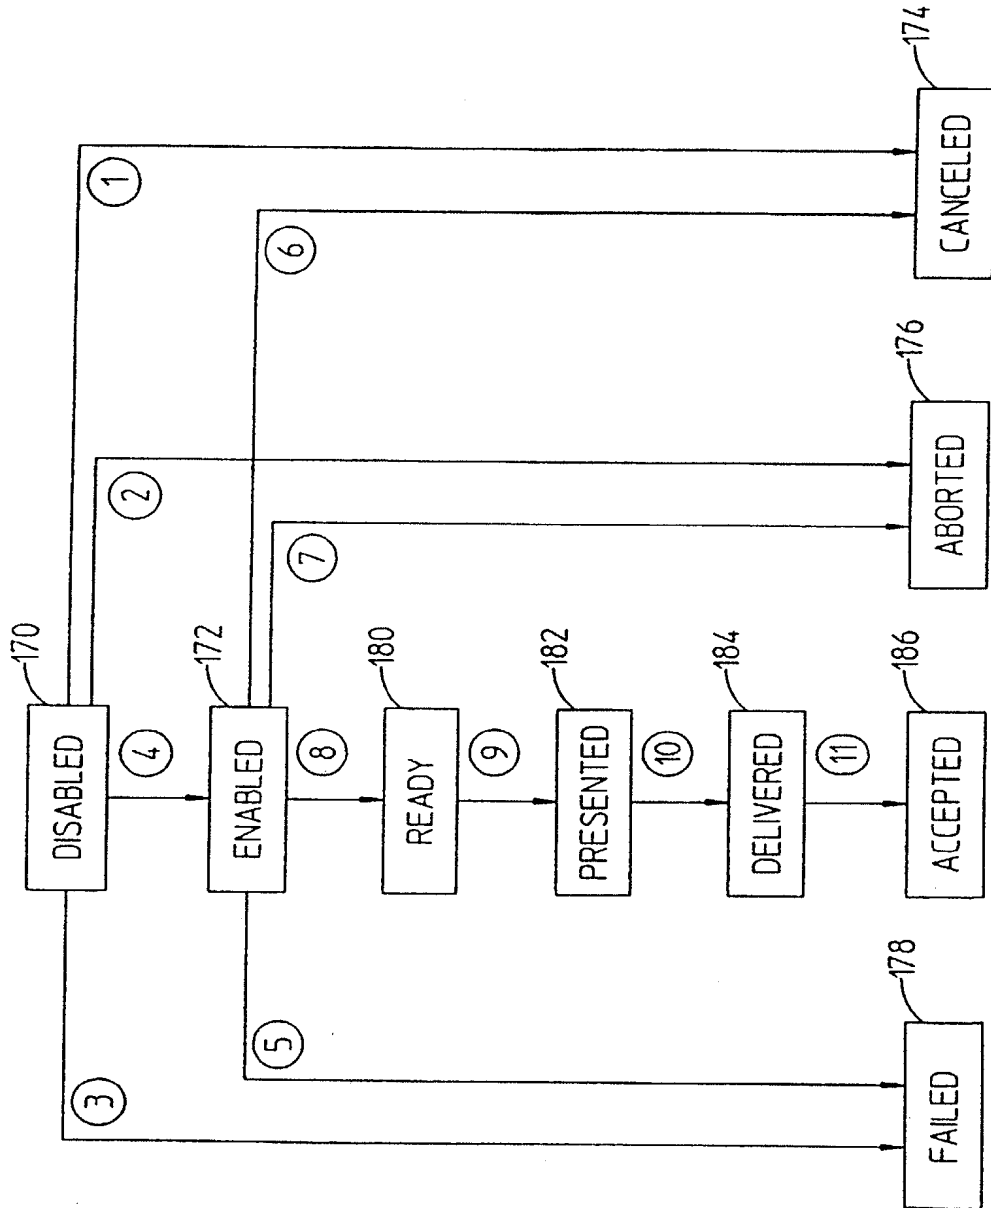 170
DISABLED
1
2
3
4
172
ENABLED
5
6
7
8
180
READY
9
182
PRESENTED
10
184
DELIVERED
11
178
FAILED
186
ACCEPTED
176
ABORTED
174
CANCELED